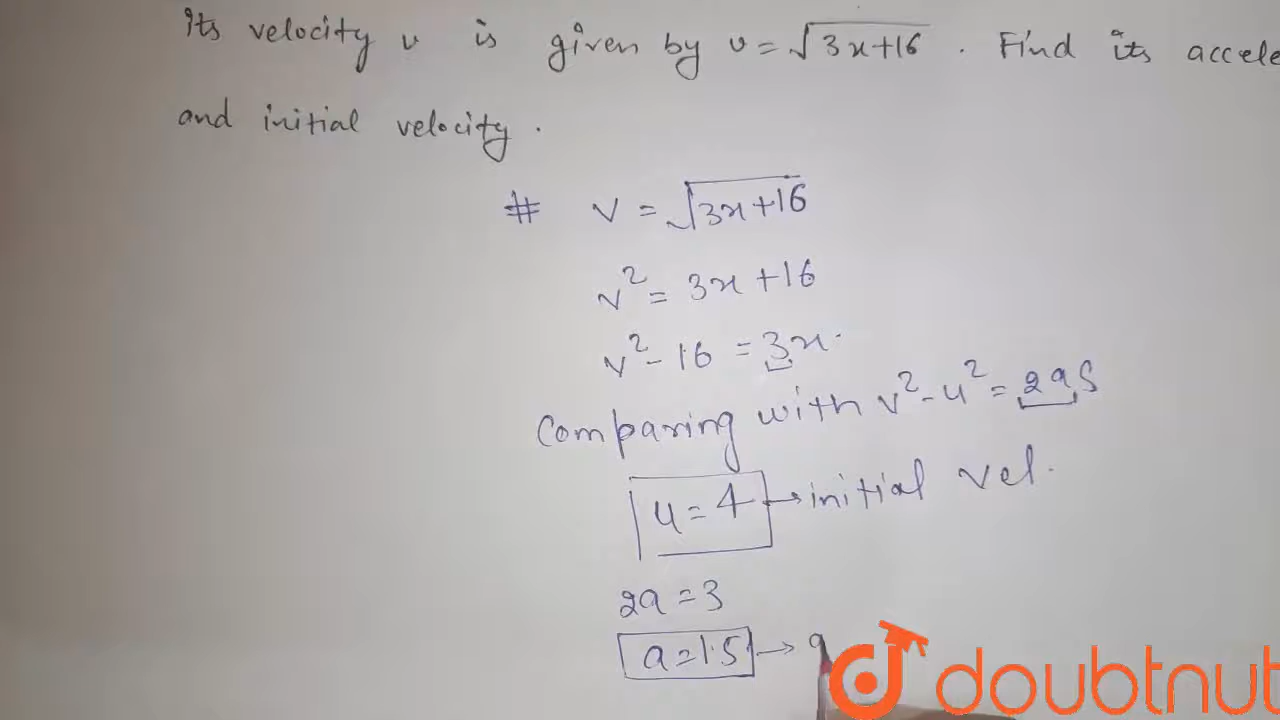 its velocity v is given by v = √3x+16 . Find its accele
and initial velocity .
# v = √3x+16
v² = 3x +16
v² - 16 = 3x .
Comparing with v² - u² = 2as
u = 4 → initial vel .
2a = 3
a = 1.5 → a
doubtnut